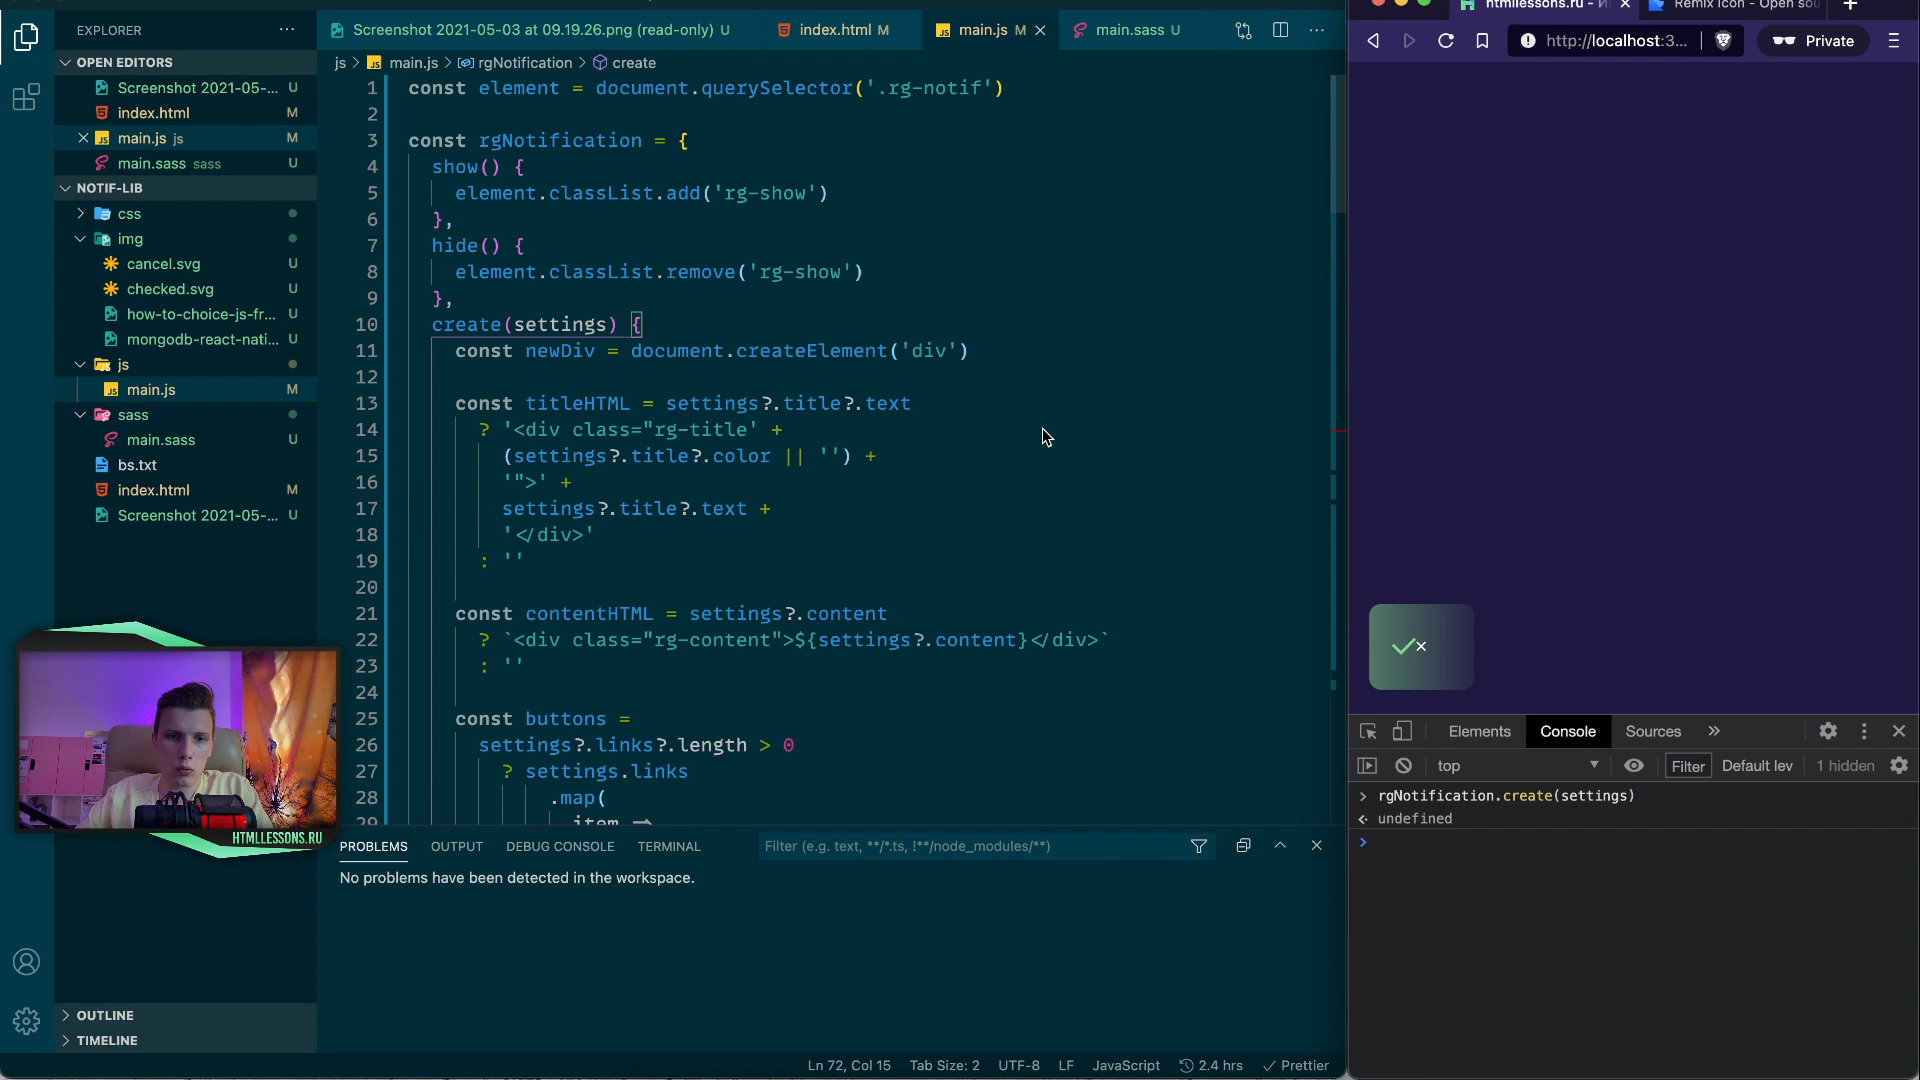 EXPLORER
OPEN EDITORS
Screenshot 2021-05-... U
index.html M
main.js js M
main.sass sass U
NOTIF-LIB
css
img
cancel.svg U
checked.svg U
how-to-choice-js-fr... U
mongodb-react-nati... U
js
main.js M
sass
main.sass U
bs.txt
index.html M
Screenshot 2021-05-... U
HTMLLESSONS.RU
OUTLINE
TIMELINE
Screenshot 2021-05-03 at 09.19.26.png (read-only) U
index.html M
main.js M
main.sass U
js > main.js > rgNotification > create
1 const element = document.querySelector('.rg-notif')
2
3 const rgNotification = {
4 show() {
5 element.classList.add('rg-show')
6 },
7 hide() {
8 element.classList.remove('rg-show')
9 },
10 create(settings) {
11 const newDiv = document.createElement('div')
12
13 const titleHTML = settings?.title?.text
14 ? '<div class="rg-title' +
15 (settings?.title?.color || '') +
16 '">' +
17 settings?.title?.text +
18 '</div>'
19 : ''
20
21 const contentHTML = settings?.content
22 ? `<div class="rg-content">${settings?.content}</div>`
23 : ''
24
25 const buttons =
26 settings?.links?.length > 0
27 ? settings.links
28 .map(
29 item =>
PROBLEMS OUTPUT DEBUG CONSOLE TERMINAL
Filter (e.g. text, **/*.ts, !**/node_modules/**)
No problems have been detected in the workspace.
Ln 72, Col 15 Tab Size: 2 UTF-8 LF JavaScript 2.4 hrs Prettier
htmllessons.ru -
Remix Icon - Open sou
http://localhost:3... Private
Elements Console Sources
top Filter Default lev 1 hidden
rgNotification.create(settings)
undefined